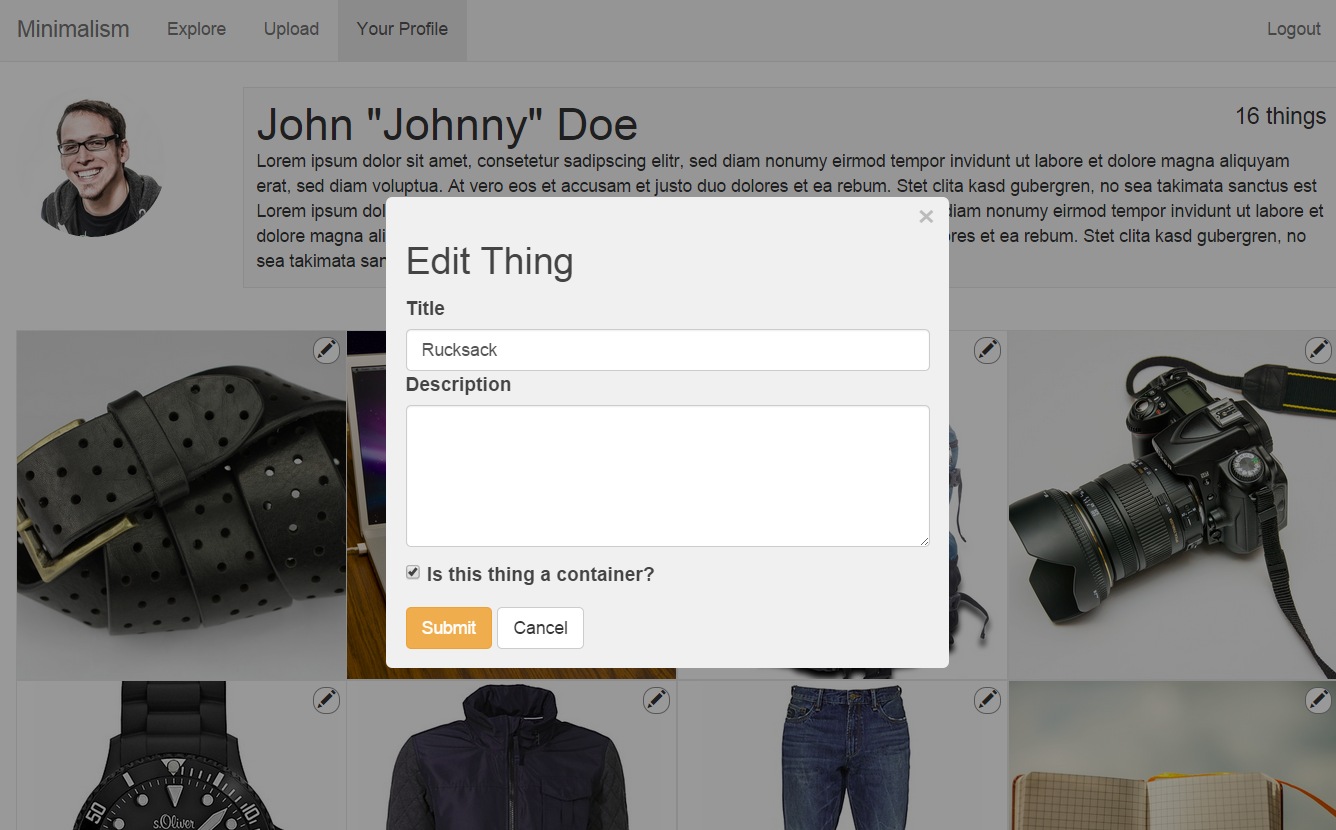 Minimalism Explore Upload Your Profile Logout
John "Johnny" Doe
16 things
Lorem ipsum dolor sit amet, consetetur sadipscing elitr, sed diam nonumy eirmod tempor invidunt ut labore et dolore magna aliquyam
erat, sed diam voluptua. At vero eos et accusam et justo duo dolores et ea rebum. Stet clita kasd gubergren, no sea takimata sanctus est
Lorem ipsum dol diam nonumy eirmod tempor invidunt ut labore et
dolore magna ali res et ea rebum. Stet clita kasd gubergren, no
sea takimata san
×
Edit Thing
Title
Rucksack
Description
Is this thing a container?
Submit Cancel
50 10
s.Oliver